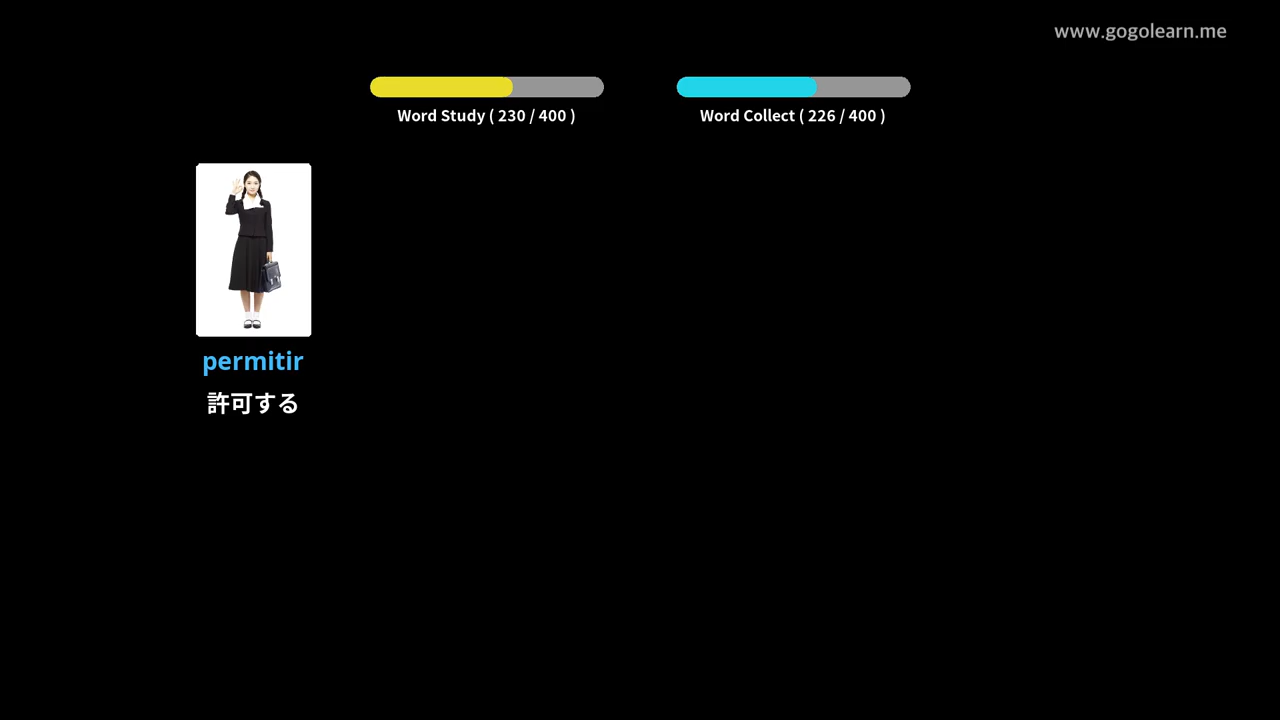 www.gogolearn.me
Word Study ( 230 / 400 )
Word Collect ( 226 / 400 )
permitir
許可する